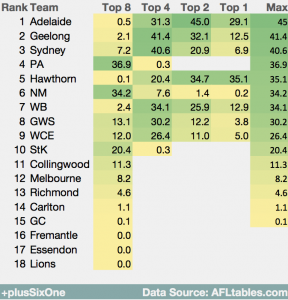 Rank Team Top 8 Top 4 Top 2 Top 1 Max
1 Adelaide 0.5 31.3 45.0 29.1 45
2 Geelong 2.1 41.4 32.1 12.5 41.4
3 Sydney 7.2 40.6 20.9 6.9 40.6
4 PA 36.9 0.3 36.9
5 Hawthorn 0.1 20.4 34.7 35.1 35.1
6 NM 34.2 7.6 1.4 0.2 34.2
7 WB 2.4 34.1 25.9 12.9 34.1
8 GWS 13.1 30.2 12.2 3.8 30.2
9 WCE 12.0 26.4 11.0 5.0 26.4
10 StK 20.4 0.3 20.4
11 Collingwood 11.3 11.3
12 Melbourne 8.2 8.2
13 Richmond 4.6 4.6
14 Carlton 1.1 1.1
15 GC 0.1 0.1
16 Fremantle 0.0
17 Essendon 0.0
18 Lions 0.0
+plusSixOne Data Source: AFLtables.com